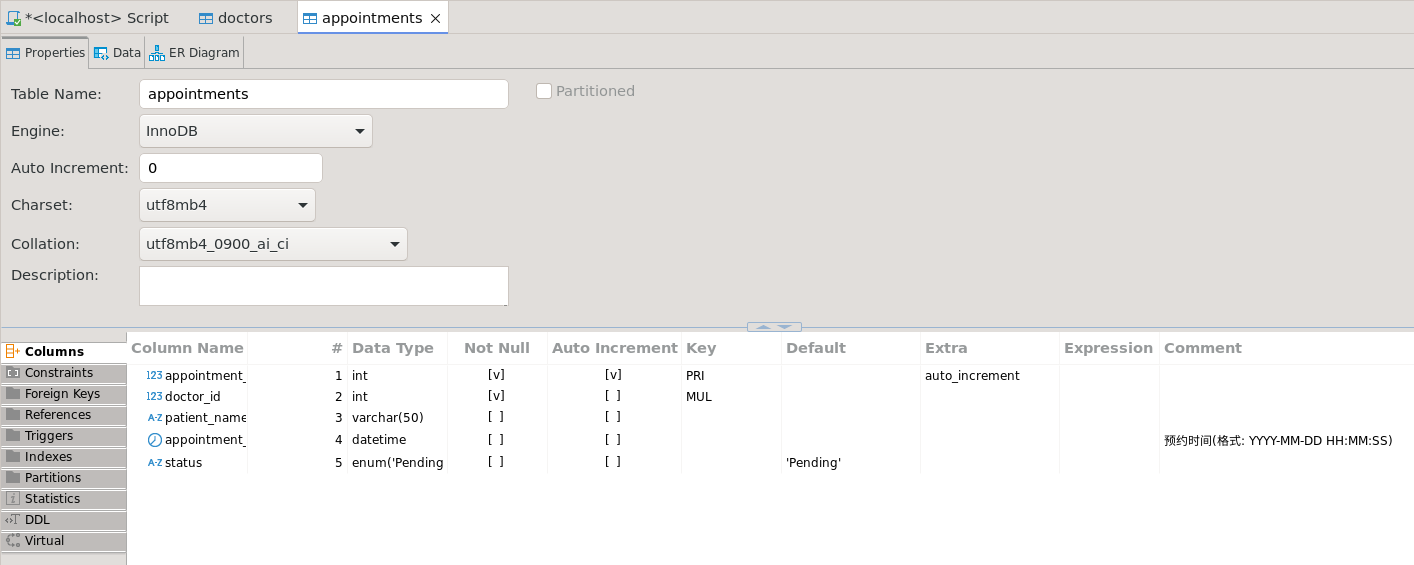 *<localhost> Script doctors appointments
Properties Data ER Diagram
Table Name: appointments Partitioned
Engine: InnoDB
Auto Increment: 0
Charset: utf8mb4
Collation: utf8mb4_0900_ai_ci
Description:
Columns
Constraints
Foreign Keys
References
Triggers
Indexes
Partitions
Statistics
DDL
Virtual
Column Name # Data Type Not Null Auto Increment Key Default Extra Expression Comment
123 appointment_ 1 int [v] [v] PRI auto_increment
123 doctor_id 2 int [v] [ ] MUL
A-Z patient_name 3 varchar(50) [ ] [ ]
appointment_ 4 datetime [ ] [ ] 预约时间(格式: YYYY-MM-DD HH:MM:SS)
A-Z status 5 enum('Pending [ ] [ ] 'Pending'